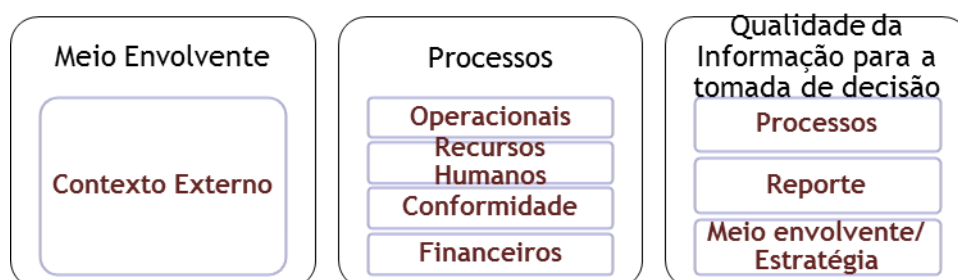 Meio Envolvente
Contexto Externo
Processos
Operacionais
Recursos
Humanos
Conformidade
Financeiros
Qualidade da
Informação para a
tomada de decisão
Processos
Reporte
Meio envolvente/
Estratégia